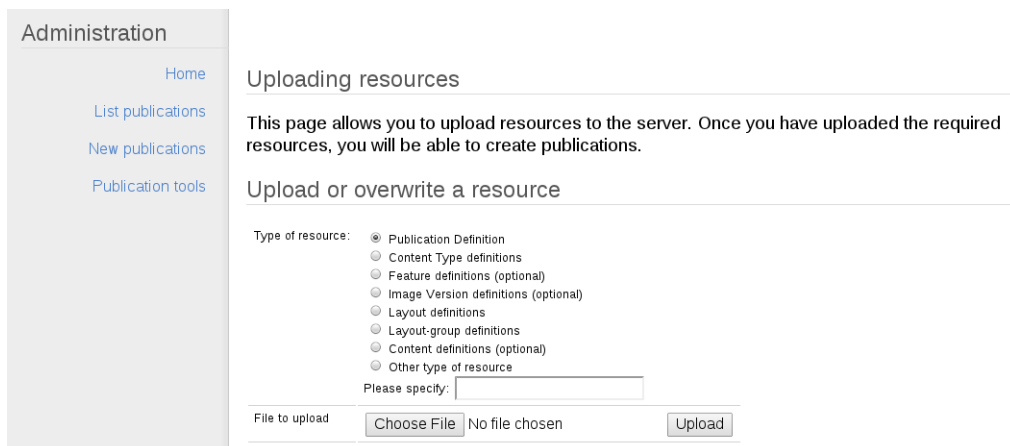 Administration
Home
List publications
New publications
Publication tools
Uploading resources
This page allows you to upload resources to the server. Once you have uploaded the required
resources, you will be able to create publications.
Upload or overwrite a resource
Type of resource:
Publication Definition
Content Type definitions
Feature definitions (optional)
Image Version definitions (optional)
Layout definitions
Layout-group definitions
Content definitions (optional)
Other type of resource
Please specify:
File to upload
Choose File No file chosen
Upload